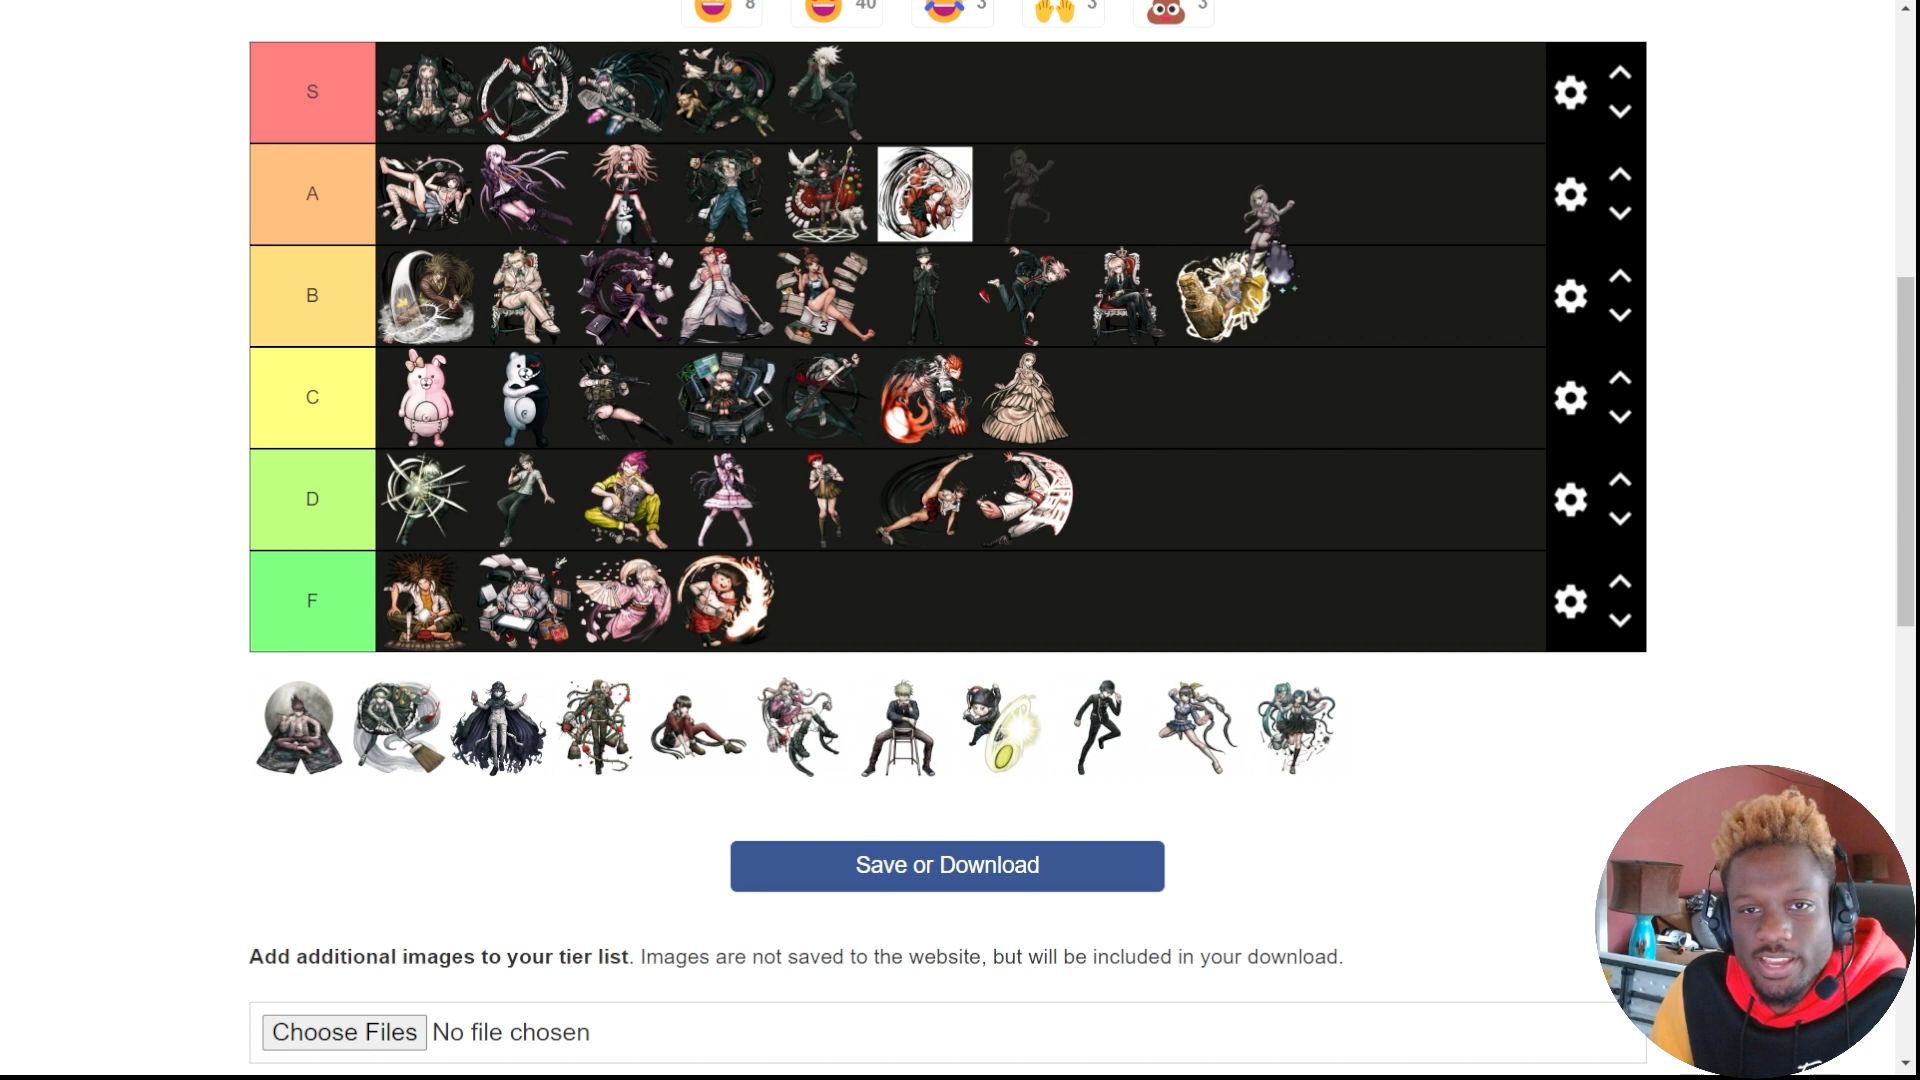 8 40 3 3 3
S
A
B
3
C
D
F
Save or Download
Add additional images to your tier list. Images are not saved to the website, but will be included in your download.
Choose Files No file chosen